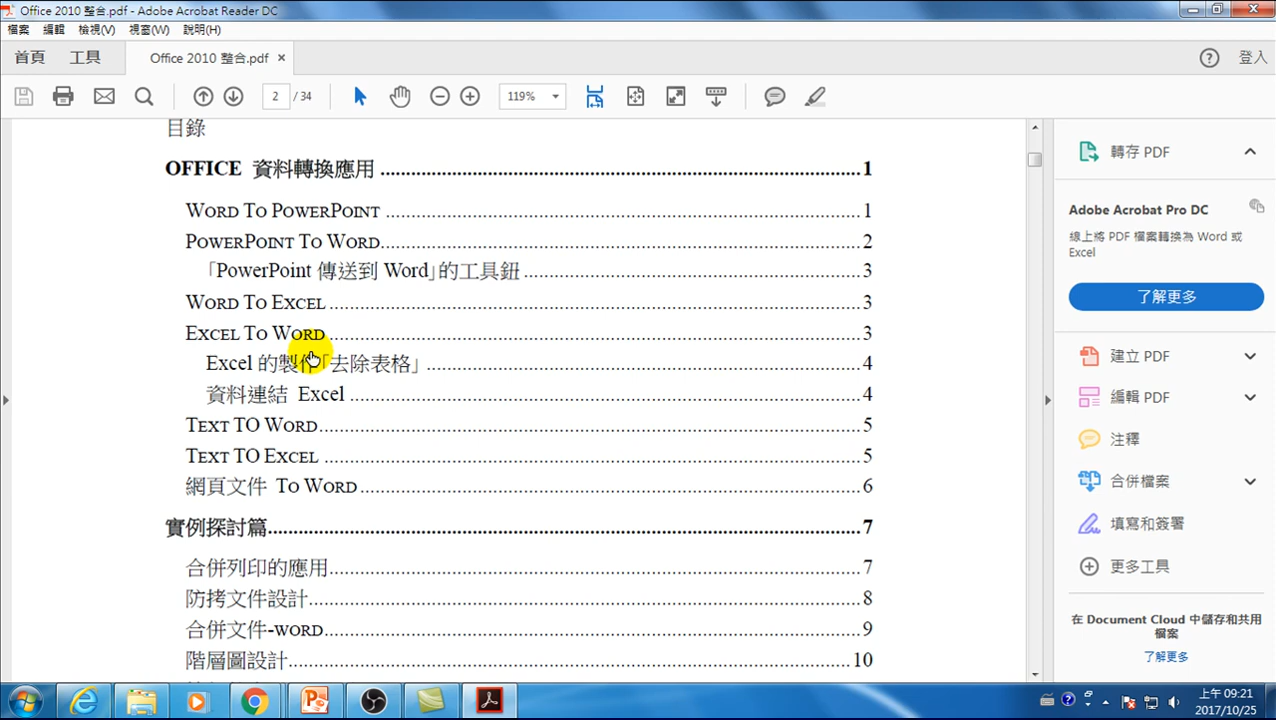 Office 2010 整合.pdf - Adobe Acrobat Reader DC
檔案 編輯 檢視(V) 視窗(W) 說明(H)
首頁 工具 Office 2010 整合.pdf × 登入
2 / 34 119%
目錄
OFFICE 資料轉換應用 ........ 1
WORD TO POWERPOINT ........ 1
POWERPOINT TO WORD ........ 2
「PowerPoint 傳送到 Word」的工具鈕 ........ 3
WORD TO EXCEL ........ 3
EXCEL TO WORD ........ 3
Excel 的製作「去除表格」 ........ 4
資料連結 Excel ........ 4
TEXT TO WORD ........ 5
TEXT TO EXCEL ........ 5
網頁文件 TO WORD ........ 6
實例探討篇 ........ 7
合併列印的應用 ........ 7
防拷文件設計 ........ 8
合併文件-WORD ........ 9
階層圖設計 ........ 10
轉存 PDF
Adobe Acrobat Pro DC
線上將 PDF 檔案轉換為 Word 或
Excel
了解更多
建立 PDF
編輯 PDF
注釋
合併檔案
填寫和簽署
更多工具
在 Document Cloud 中儲存和共用
檔案
了解更多
上午 09:21
2017/10/25